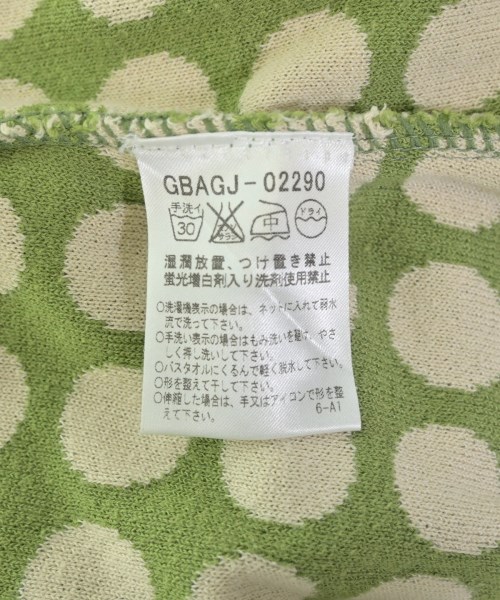 GBAGJ-02290
手洗イ 30 エンソサラシ 中 ドライ
湿潤放置、つけ置き禁止
蛍光増白剤入り洗剤使用禁止
○洗濯機表示の場合は、ネットに入れて弱水
流で洗って下さい。
○手洗い表示の場合はもみ洗いを避け、やさ
しく押し洗いして下さい。
○バスタオルにくるんで軽く脱水して下さい。
○形を整えて干して下さい。
○伸縮した場合は、手又はアイロンで形を整
えて下さい。
6-A1